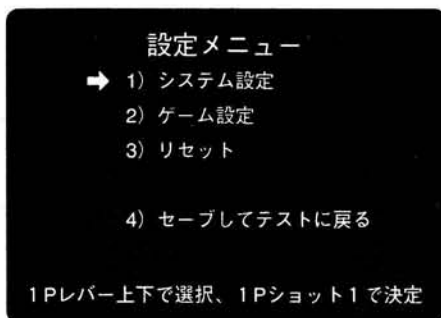 設定メニュー
➡ 1) システム設定
2) ゲーム設定
3) リセット
4) セーブしてテストに戻る
1Pレバー上下で選択、1Pショット1で決定